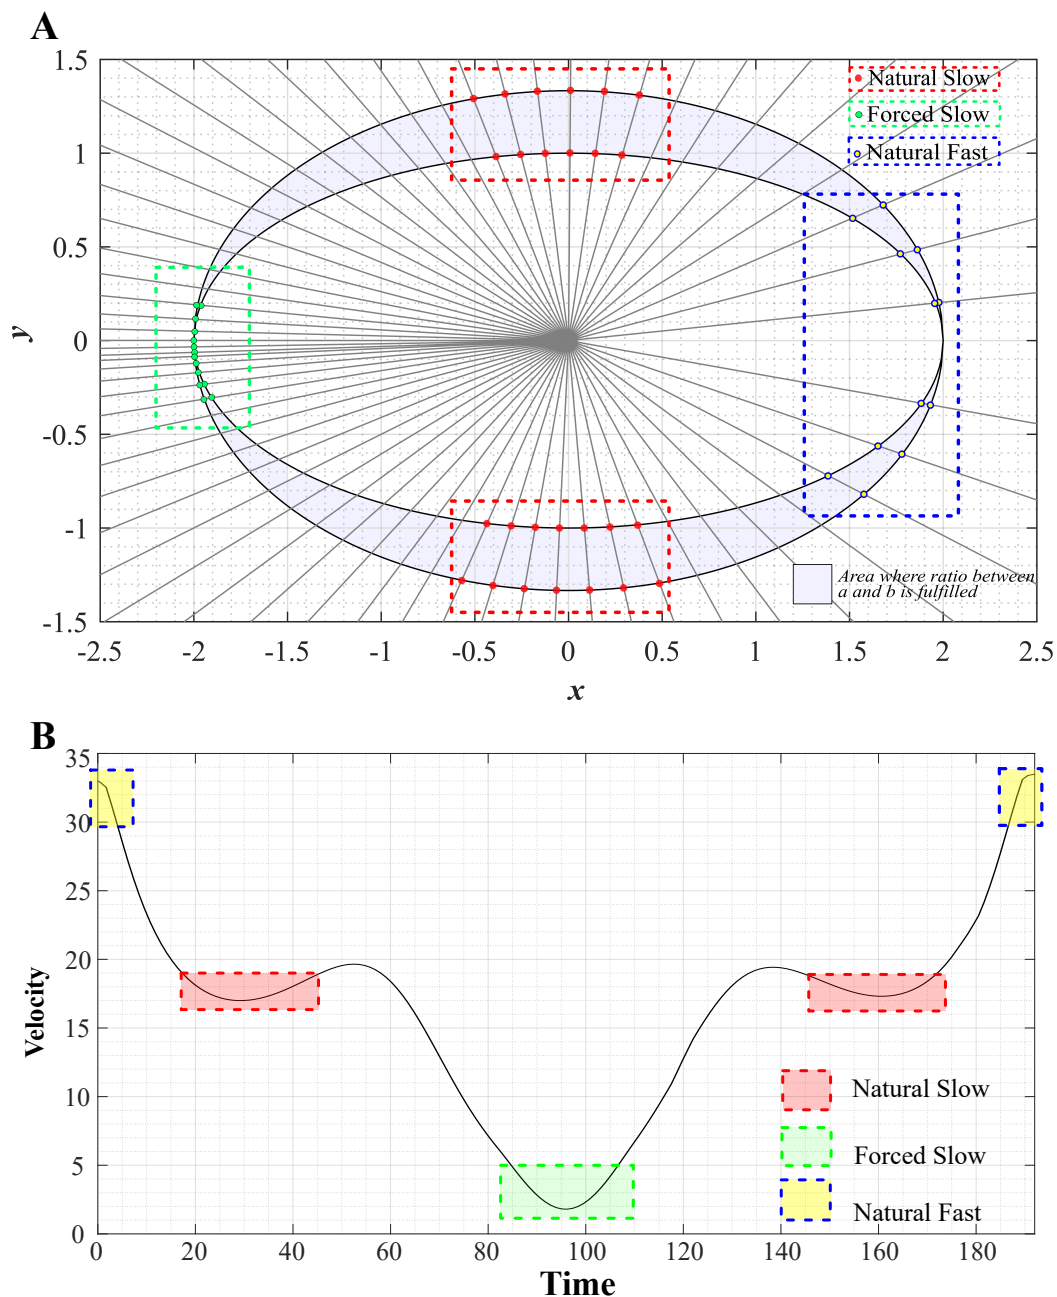 A
1.5
1
0.5
0
-0.5
-1
-1.5
y
Natural Slow
Forced Slow
Natural Fast
Area where ratio between
a and b is fulfilled
-2.5 -2 -1.5 -1 -0.5 0 0.5 1 1.5 2 2.5
x
B
35
30
25
20
15
10
5
0
Velocity
Natural Slow
Forced Slow
Natural Fast
0 20 40 60 80 100 120 140 160 180
Time